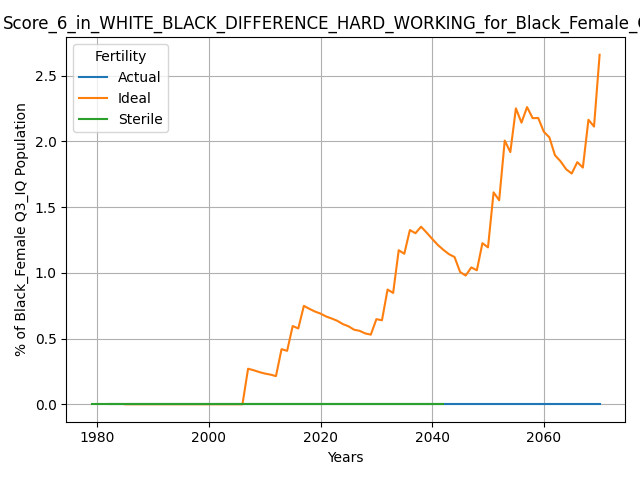 Score_6_in_WHITE_BLACK_DIFFERENCE_HARD_WORKING_for_Black_Female_
Fertility
Actual
Ideal
Sterile
% of Black_Female Q3_IQ Population
2.5
2.0
1.5
1.0
0.5
0.0
1980 2000 2020 2040 2060
Years